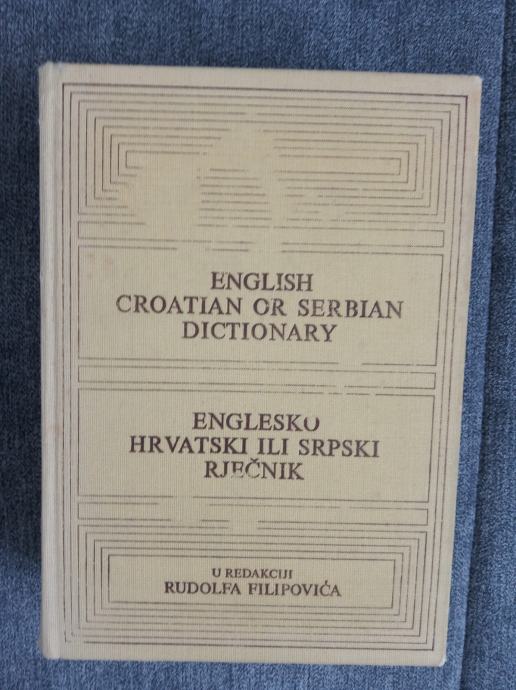 ENGLISH
CROATIAN OR SERBIAN
DICTIONARY
ENGLESKO
HRVATSKI ILI SRPSKI
RJEČNIK
U REDAKCIJI
RUDOLFA FILIPOVIĆA